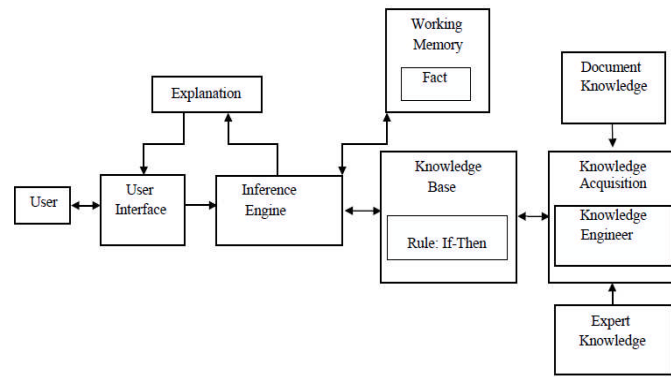 Working
Memory
Fact
Document
Knowledge
Explanation
User
User
Interface
Inference
Engine
Knowledge
Base
Rule: If-Then
Knowledge
Acquisition
Knowledge
Engineer
Expert
Knowledge